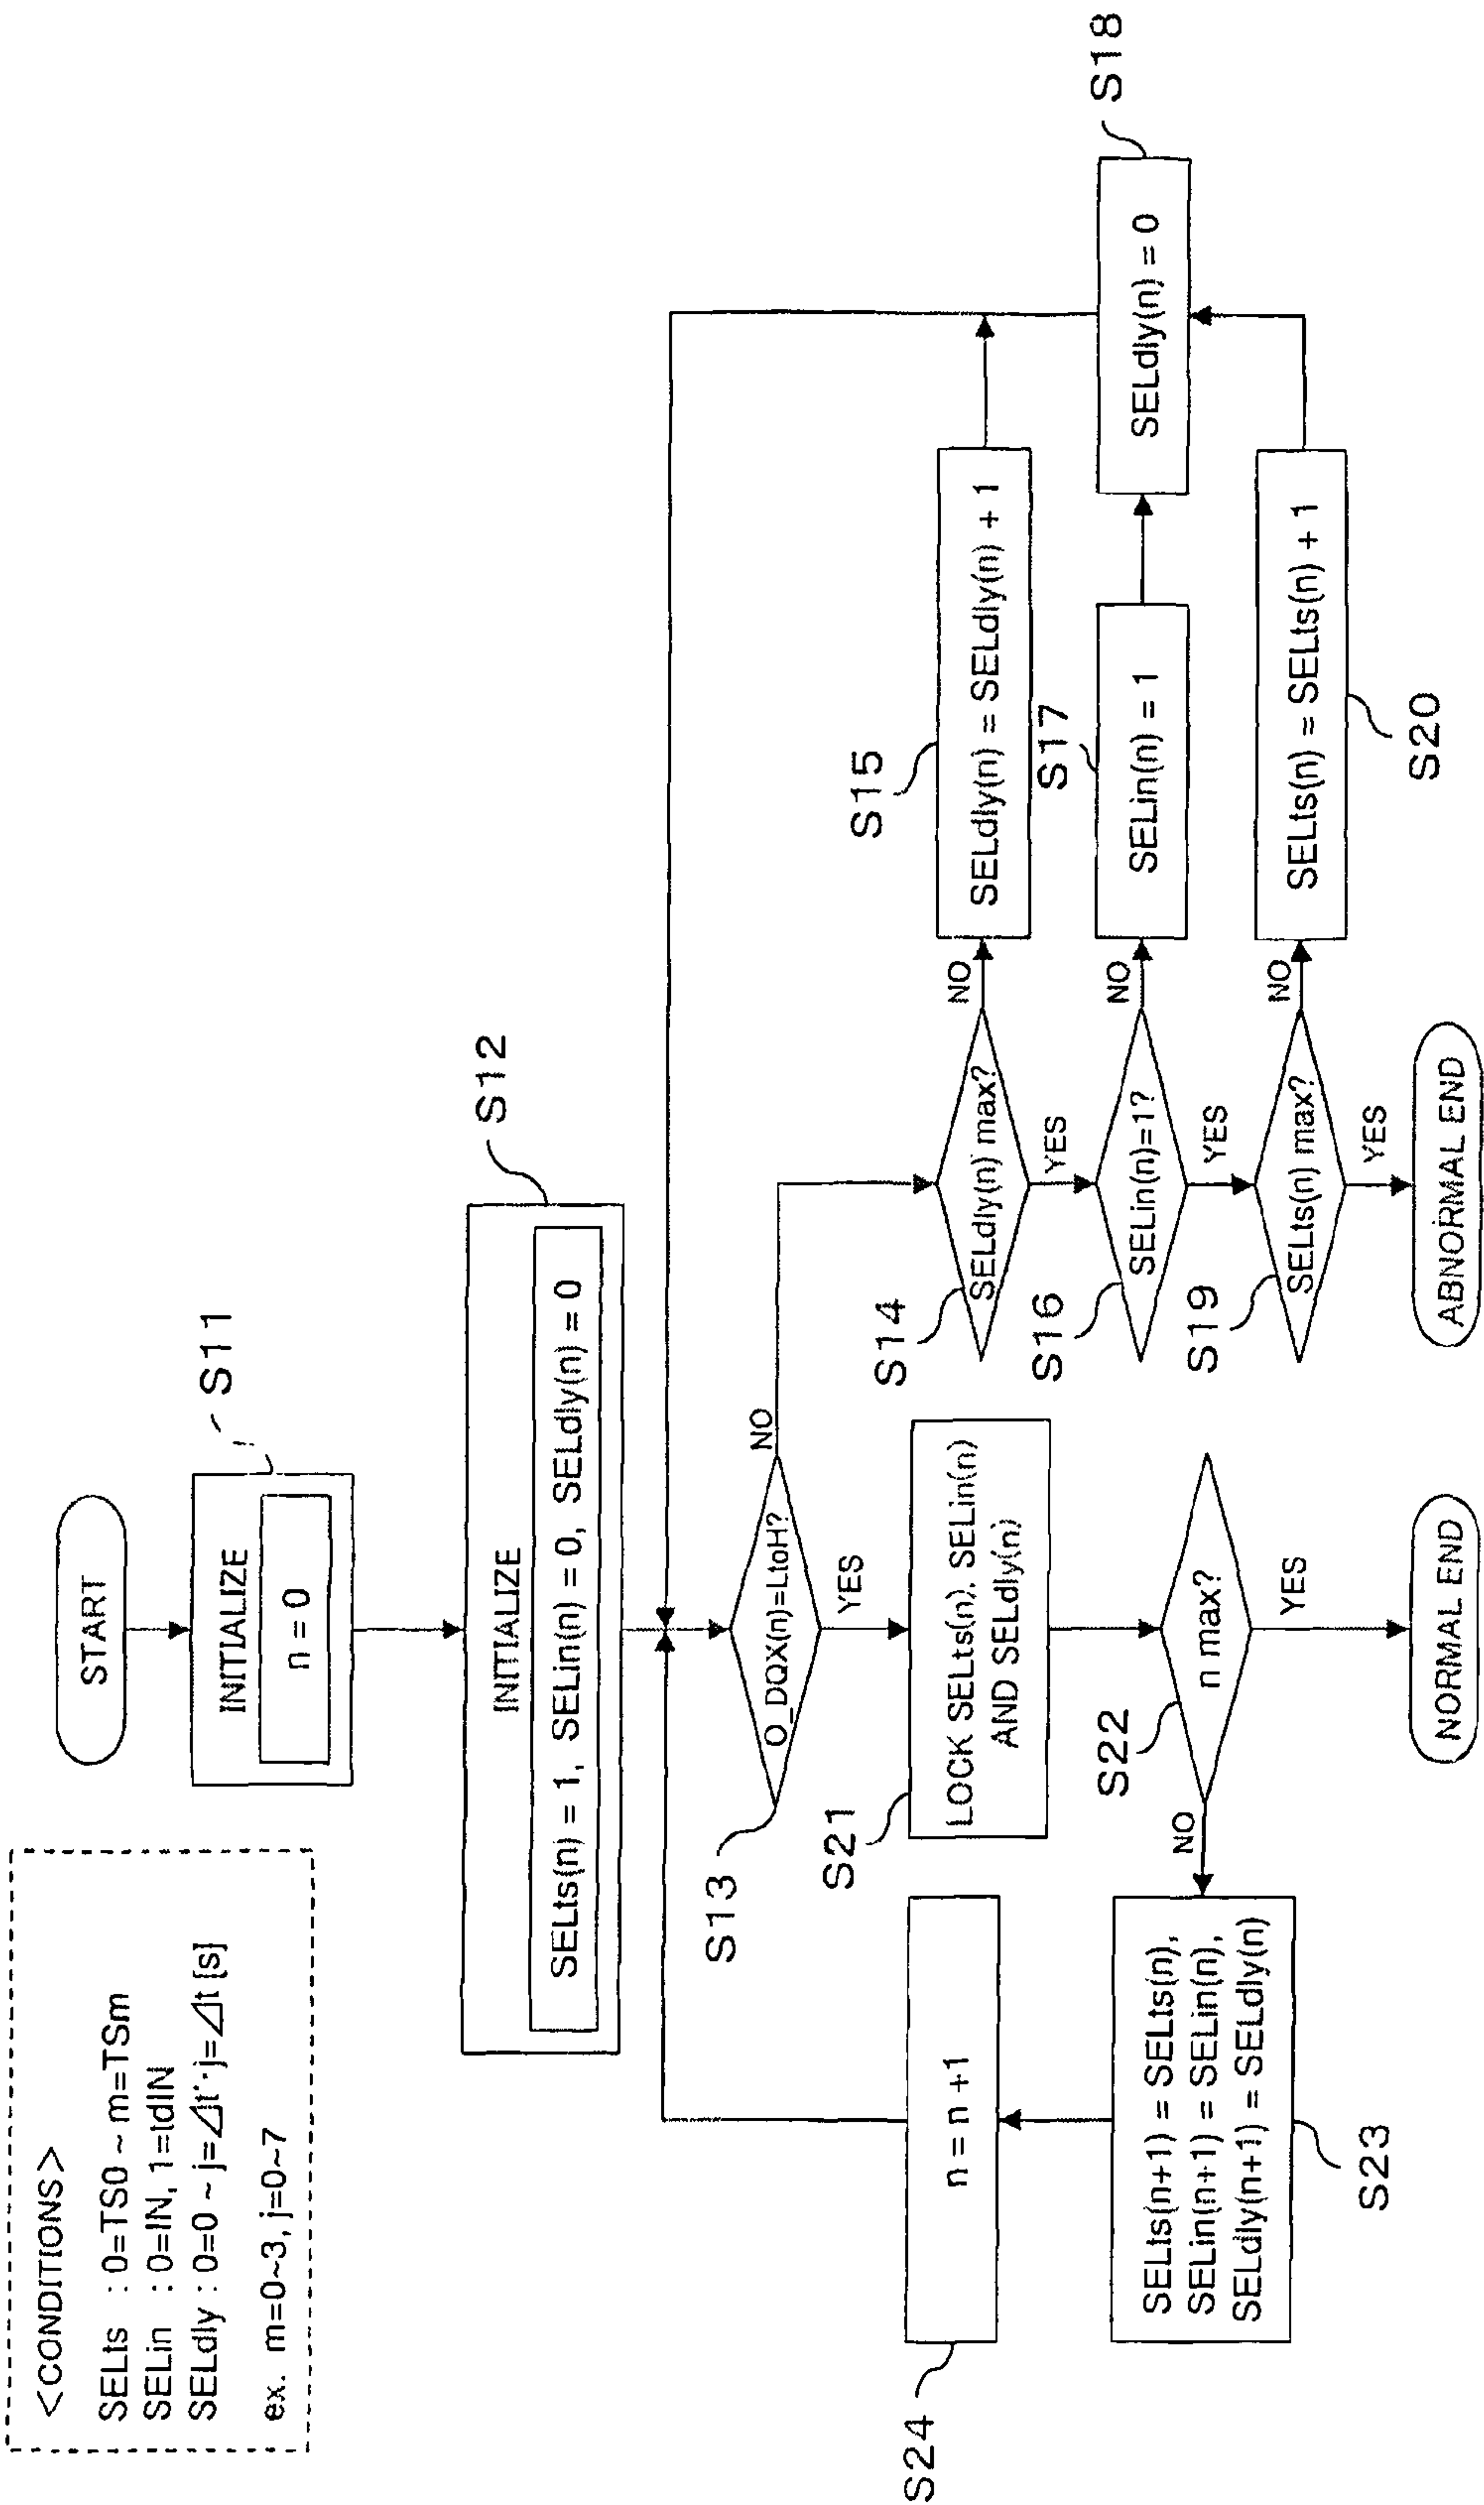 <CONDITIONS>
SELts : 0=TS0 ~ m=TSm
SELin : 0=IN, 1=tdIN
SELdly : 0=0 ~ j=⊿t'·j=⊿t [s]
ex. m=0~3, j=0~7
START
INITIALIZE
n = 0
S11
INITIALIZE
SELts(n) = 1, SELin(n) = 0, SELdly(n) = 0
S12
S13
O_DQX(n)=LtoH?
NO
YES
S14
SELdly(n) max?
NO
YES
S15
SELdly(n) = SELdly(n) + 1
S16
SELin(n)=1?
NO
YES
S17
SELin(n) = 1
S18
SELdly(n) = 0
S19
SELts(n) max?
NO
YES
SELts(n) = SELts(n) + 1
S20
ABNORMAL END
S21
LOCK SELts(n), SELin(n)
AND SELdly(n)
S22
n max?
NO
YES
NORMAL END
SELts(n+1) = SELts(n),
SELin(n+1) = SELin(n),
SELdly(n+1) = SELdly(n)
S23
n = n +1
S24